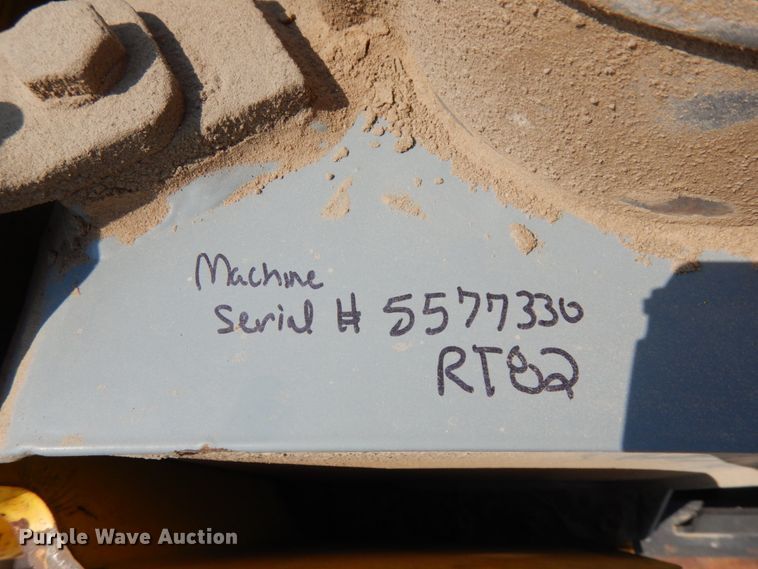 Machine
Serial # 5577330
RT82
Purple Wave Auction